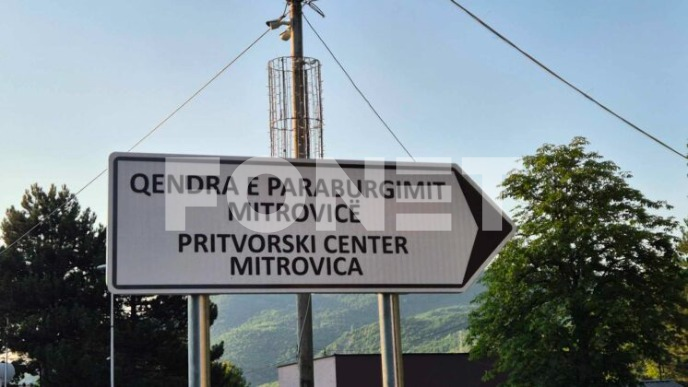 QENDRA E PARABURGIMIT
MITROVICË
PRITVORSKI CENTER
MITROVICA
FONET